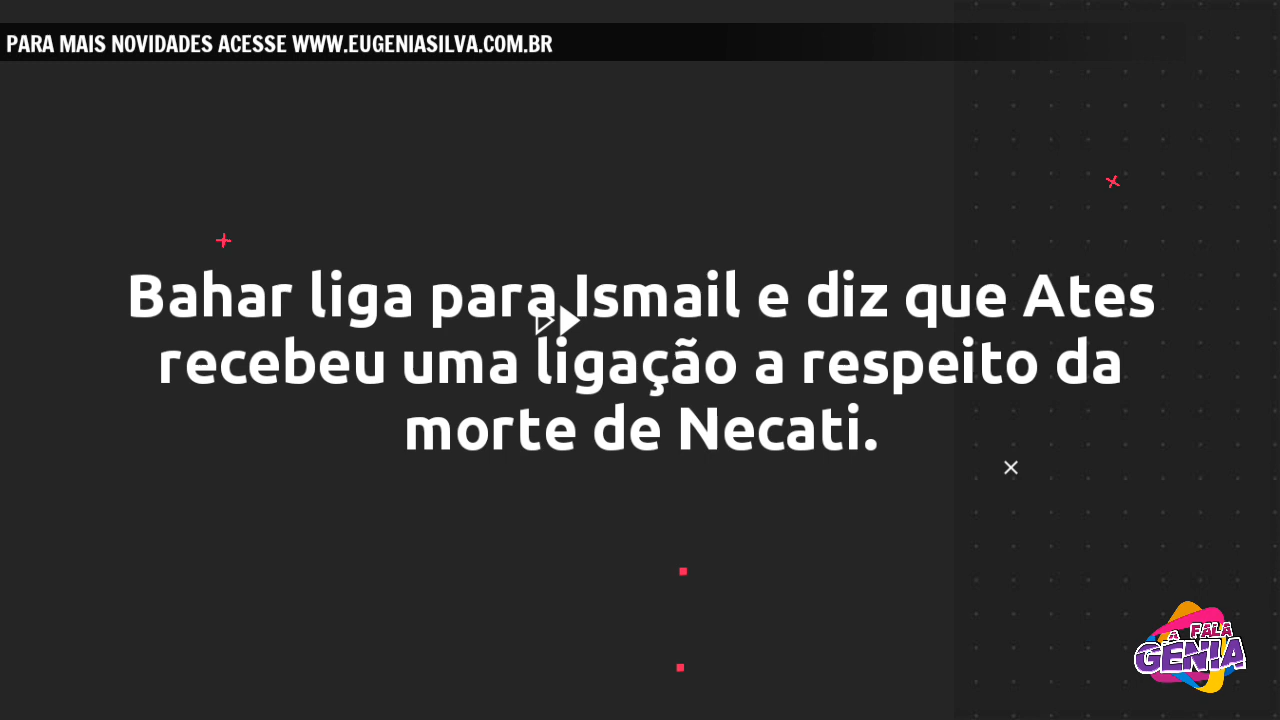 PARA MAIS NOVIDADES ACESSE WWW.EUGENIASILVA.COM.BR
Bahar liga para Ismail e diz que Ates
recebeu uma ligação a respeito da
morte de Necati.
A FALA
GÊNIA